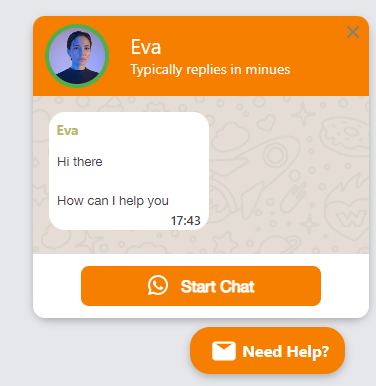 Eva
Typically replies in minues
Eva
Hi there
How can I help you
17:43
Start Chat
Need Help?